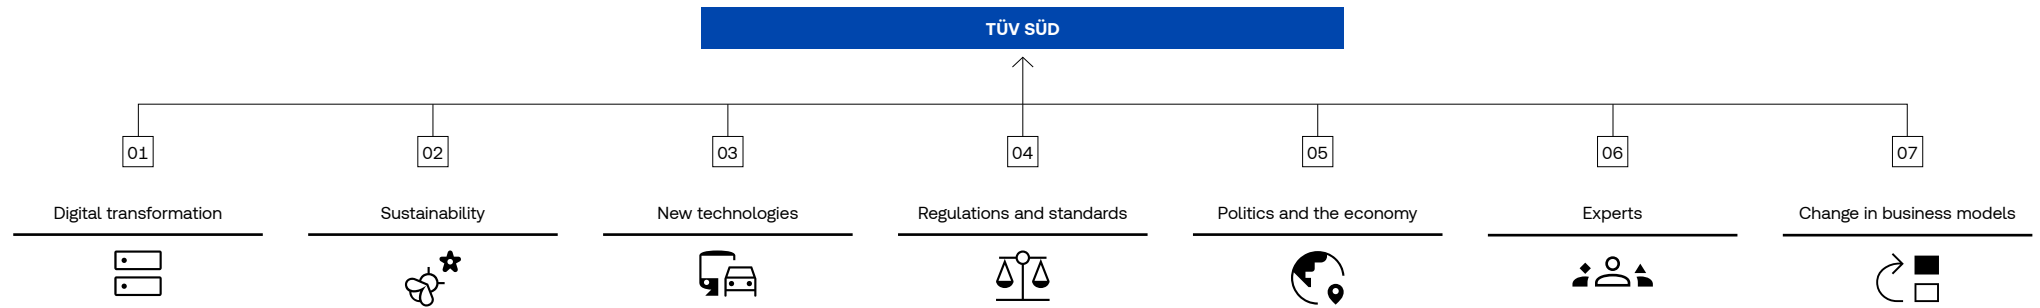 TÜV SÜD
01
02
03
04
05
06
07
Digital transformation
Sustainability
New technologies
Regulations and standards
Politics and the economy
Experts
Change in business models